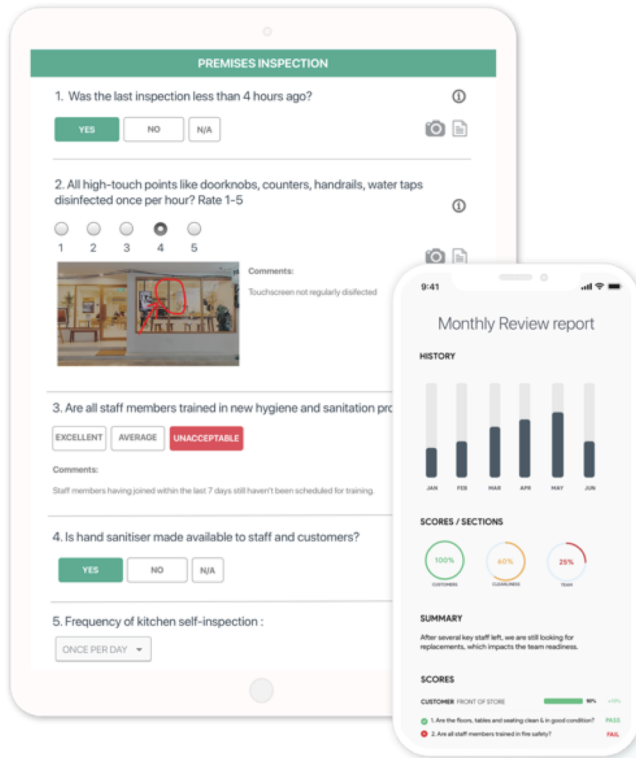 PREMISES INSPECTION
1. Was the last inspection less than 4 hours ago?
YES NO N/A
2. All high-touch points like doorknobs, counters, handrails, water taps
disinfected once per hour? Rate 1-5
1 2 3 4 5
Comments:
Touchscreen not regularly disifected
3. Are all staff members trained in new hygiene and sanitation pro
EXCELLENT AVERAGE UNACCEPTABLE
Comments:
Staff members having joined within the last 7 days still haven't been scheduled for training.
4. Is hand sanitiser made available to staff and customers?
YES NO N/A
5. Frequency of kitchen self-inspection :
ONCE PER DAY
9:41
Monthly Review report
HISTORY
JAN FEB MAR APR MAY JUN
SCORES / SECTIONS
100% 60% 25%
CUSTOMERS CLEANLINESS TEAM
SUMMARY
After several key staff left, we are still looking for
replacements, which impacts the team readiness.
SCORES
CUSTOMER FRONT OF STORE 90%
1. Are the floors, tables and seating clean & in good condition? PASS
2. Are all staff members trained in fire safety? FAIL